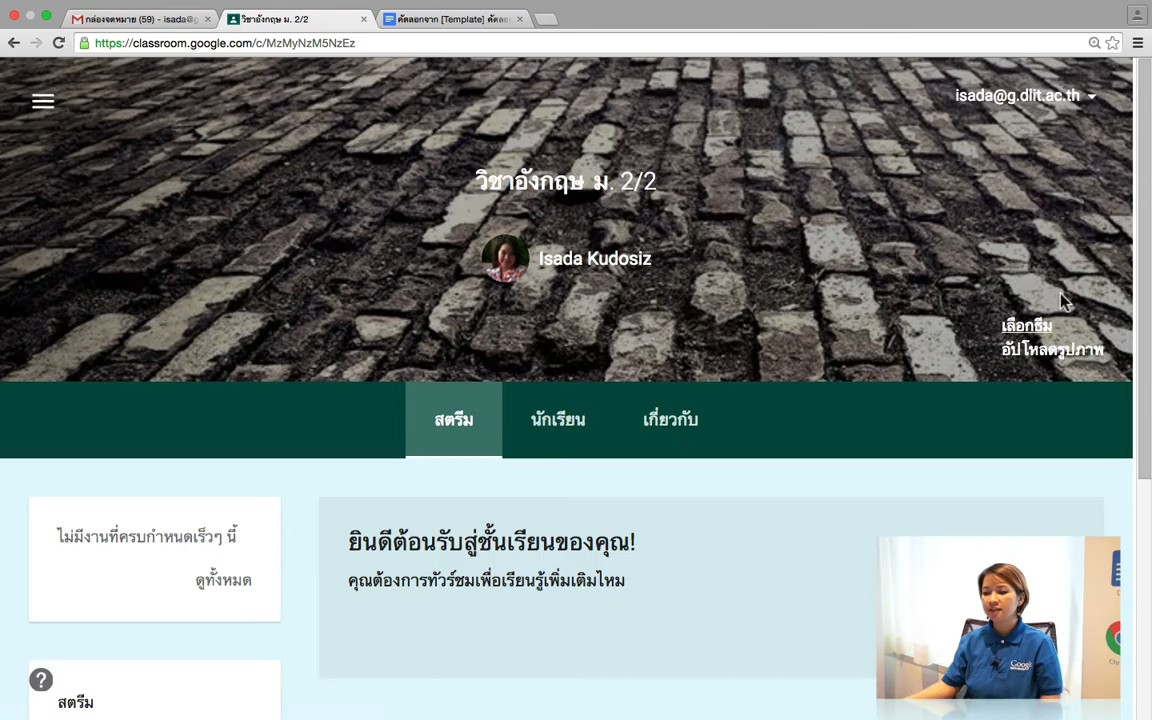 กล่องจดหมาย (59) - isada@g
วิชาอังกฤษ ม. 2/2
คัดลอกจาก [Template] คัดล
https://classroom.google.com/c/MzMyNzM5NzEz
isada@g.dlit.ac.th
วิชาอังกฤษ ม. 2/2
Isada Kudosiz
เลือกธีม
อัปโหลดรูปภาพ
สตรีม
นักเรียน
เกี่ยวกับ
ไม่มีงานที่ครบกำหนดเร็วๆ นี้
ดูทั้งหมด
ยินดีต้อนรับสู่ชั้นเรียนของคุณ!
คุณต้องการทัวร์ชมเพื่อเรียนรู้เพิ่มเติมไหม
Google
?
สตรีม